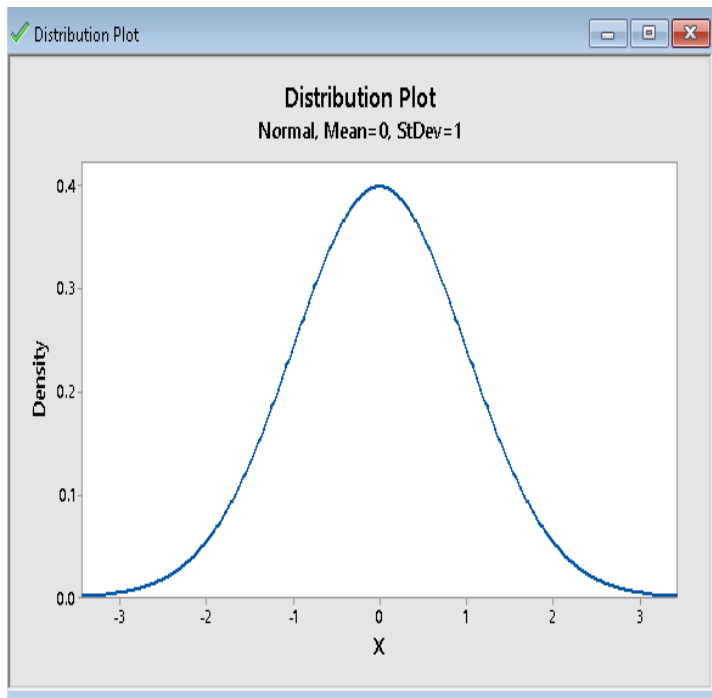 Distribution Plot
Distribution Plot
Normal, Mean=0, StDev=1
0.4
0.3
0.2
0.1
0.0
Density
-3 -2 -1 0 1 2 3
X